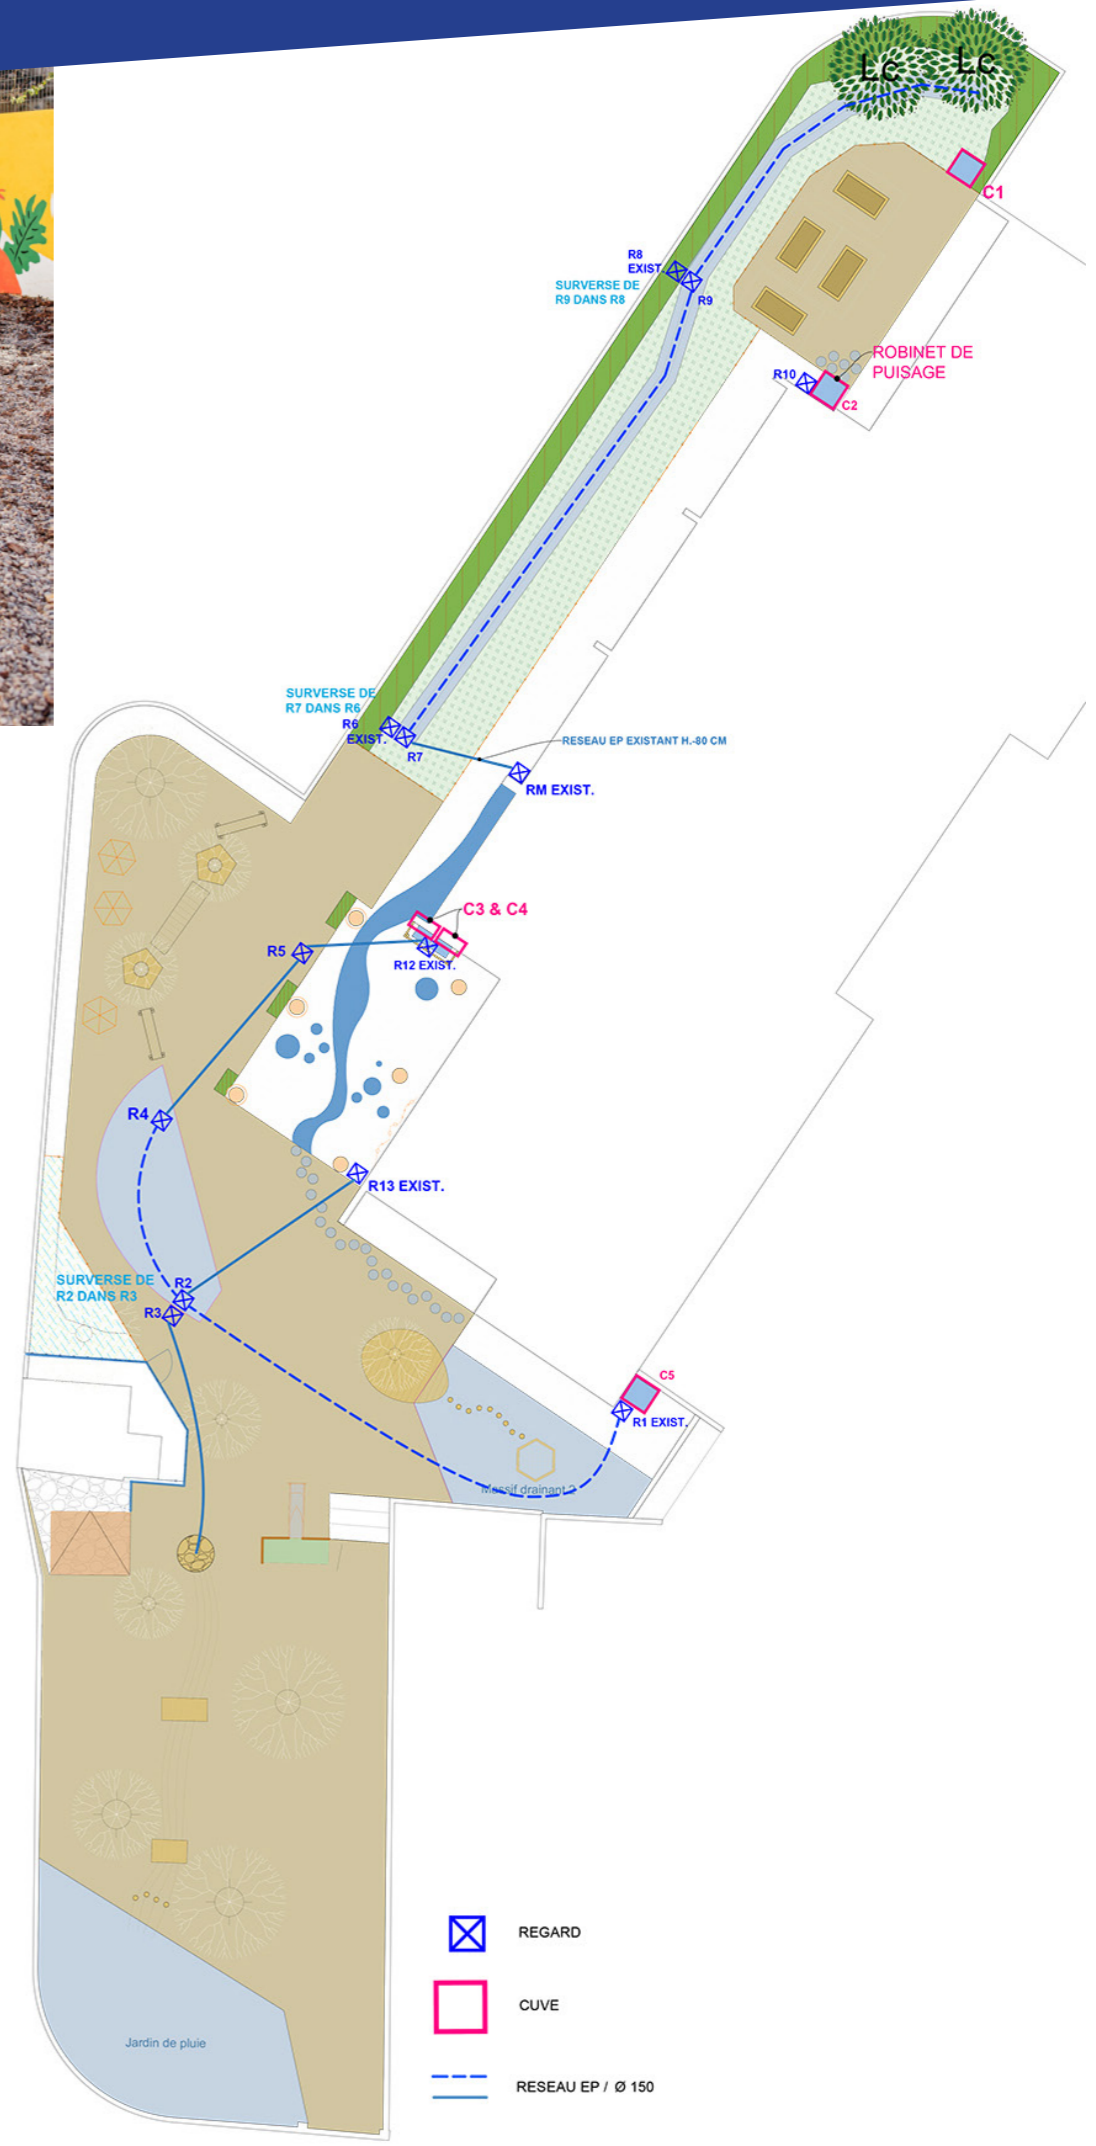 Lc
Lc
C1
R8
EXIST.
SURVERSE DE
R9 DANS R8
R9
ROBINET DE
PUISAGE
R10
C2
SURVERSE DE
R7 DANS R6
R6
EXIST.
R7
RESEAU EP EXISTANT H.-80 CM
RM EXIST.
C3 & C4
R5
R12 EXIST.
R4
R13 EXIST.
SURVERSE DE
R2 DANS R3
R2
R3
C5
R1 EXIST.
Massif drainant 2
REGARD
CUVE
Jardin de pluie
RESEAU EP / Ø 150